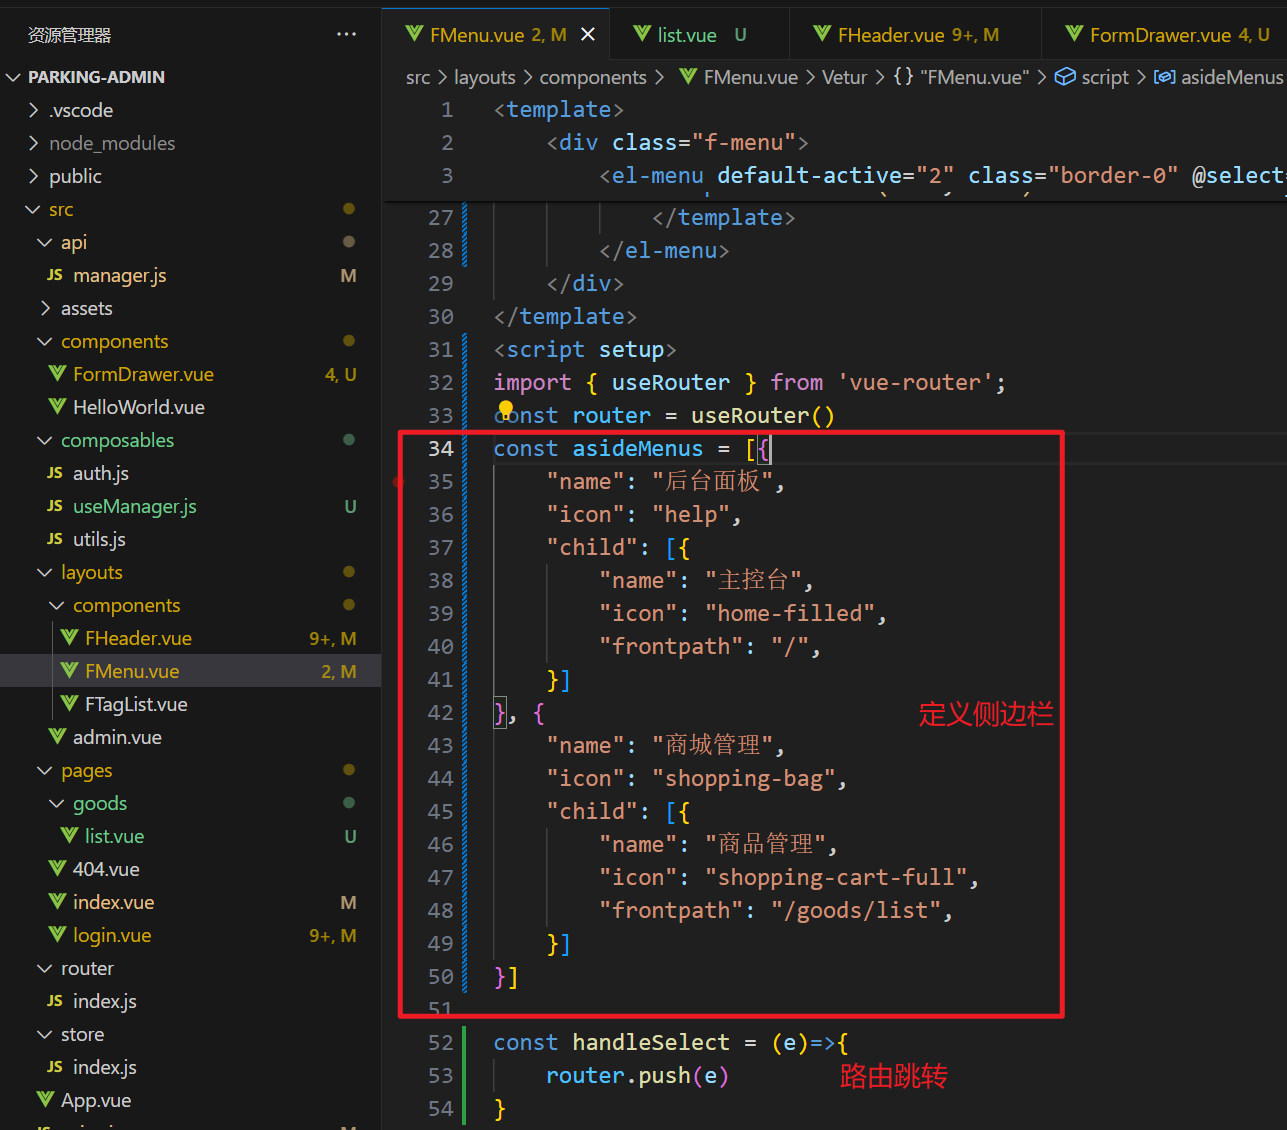 资源管理器 ···
PARKING-ADMIN
.vscode
node_modules
public
src
api
JS manager.js M
assets
components
FormDrawer.vue 4, U
HelloWorld.vue
composables
JS auth.js
JS useManager.js U
JS utils.js
layouts
components
FHeader.vue 9+, M
FMenu.vue 2, M
FTagList.vue
admin.vue
pages
goods
list.vue U
404.vue
index.vue M
login.vue 9+, M
router
JS index.js
store
JS index.js
App.vue
FMenu.vue 2, M
list.vue U
FHeader.vue 9+, M
FormDrawer.vue 4, U
src > layouts > components > FMenu.vue > Vetur > {} "FMenu.vue" > script > asideMenus
1 <template>
2 <div class="f-menu">
3 <el-menu default-active="2" class="border-0" @select=
27 </template>
28 </el-menu>
29 </div>
30 </template>
31 <script setup>
32 import { useRouter } from 'vue-router';
33 const router = useRouter()
34 const asideMenus = [{
35 "name": "后台面板",
36 "icon": "help",
37 "child": [{
38 "name": "主控台",
39 "icon": "home-filled",
40 "frontpath": "/",
41 }]
42 }, {
定义侧边栏
43 "name": "商城管理",
44 "icon": "shopping-bag",
45 "child": [{
46 "name": "商品管理",
47 "icon": "shopping-cart-full",
48 "frontpath": "/goods/list",
49 }]
50 }]
51
52 const handleSelect = (e)=>{
53 router.push(e)
路由跳转
54 }